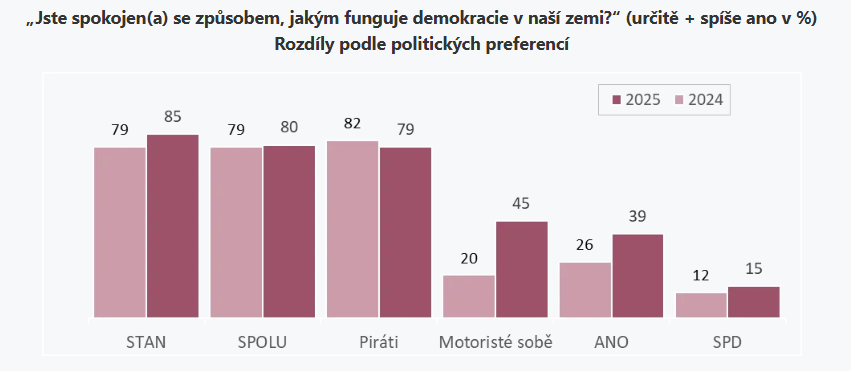 „Jste spokojen(a) se způsobem, jakým funguje demokracie v naší zemi?“ (určitě + spíše ano v %)
Rozdíly podle politických preferencí
2025 2024
79 85 79 80 82 79 20 45 26 39 12 15
STAN SPOLU Piráti Motoristé sobě ANO SPD